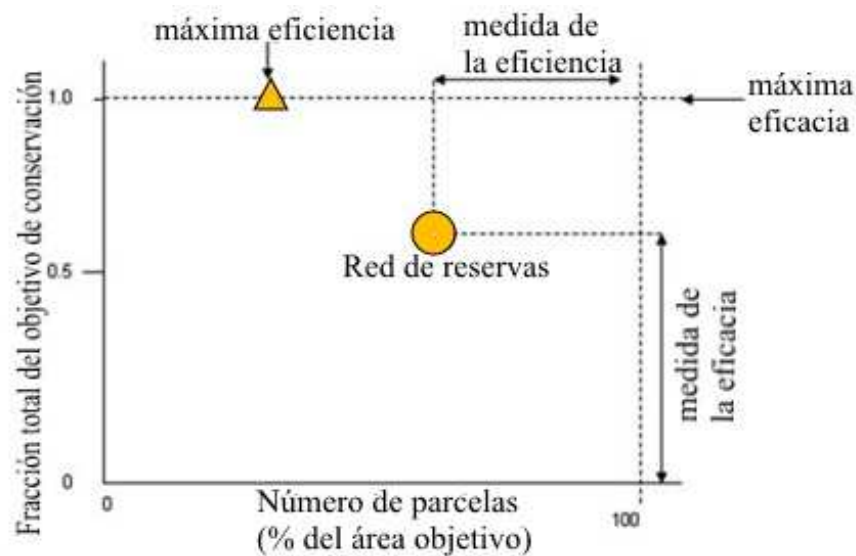 máxima eficiencia
medida de
la eficiencia
máxima
eficacia
Fracción total del objetivo de conservación
1.0
0.5
0
Red de reservas
medida de
la eficacia
0
100
Número de parcelas
(% del área objetivo)